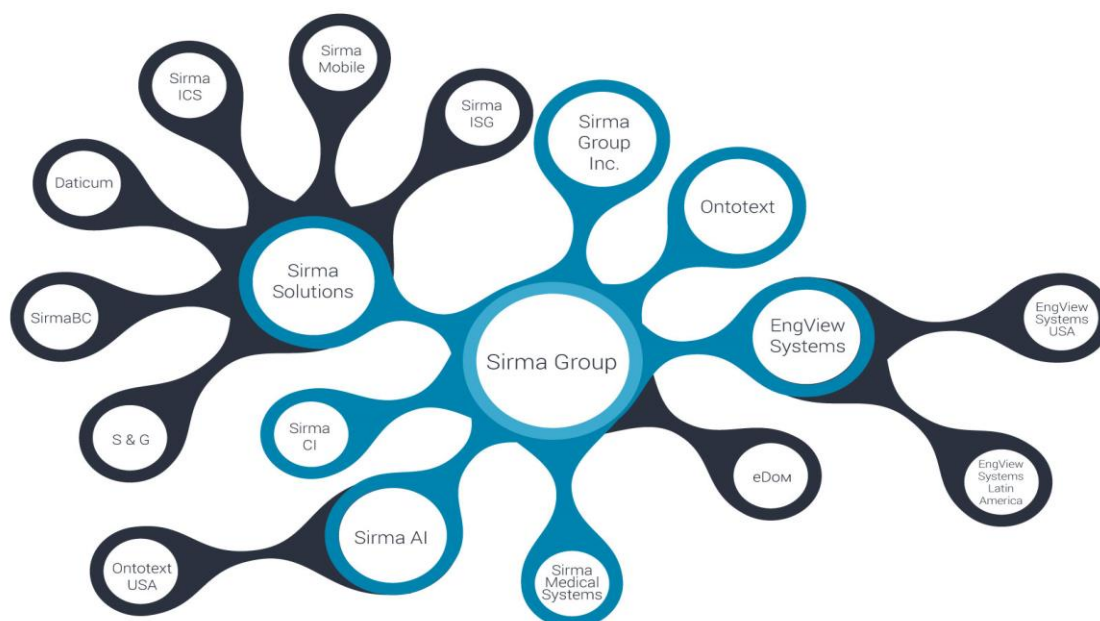 Sirma
Mobile
Sirma
ICS
Sirma
ISG
Sirma
Group
Inc.
Daticum
Ontotext
Sirma
Solutions
SirmaBC
EngView
Systems
USA
EngView
Systems
Sirma Group
S & G
Sirma
CI
eDom
EngView
Systems
Latin
America
Sirma AI
Ontotext
USA
Sirma
Medical
Systems